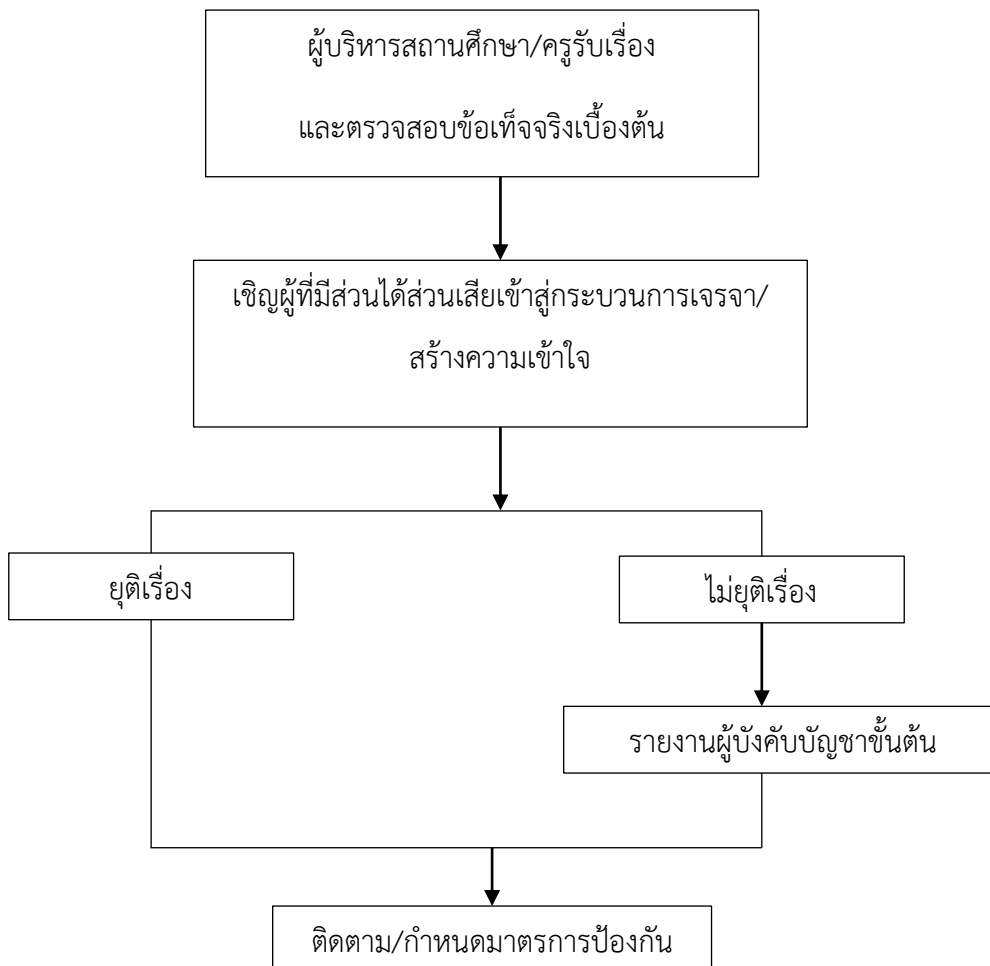 ผู้บริหารสถานศึกษา/ครูรับเรื่อง
และตรวจสอบข้อเท็จจริงเบื้องต้น
เชิญผู้ที่มีส่วนได้ส่วนเสียเข้าสู่กระบวนการเจรจา/
สร้างความเข้าใจ
ยุติเรื่อง
ไม่ยุติเรื่อง
รายงานผู้บังคับบัญชาขั้นต้น
ติดตาม/กำหนดมาตรการป้องกัน